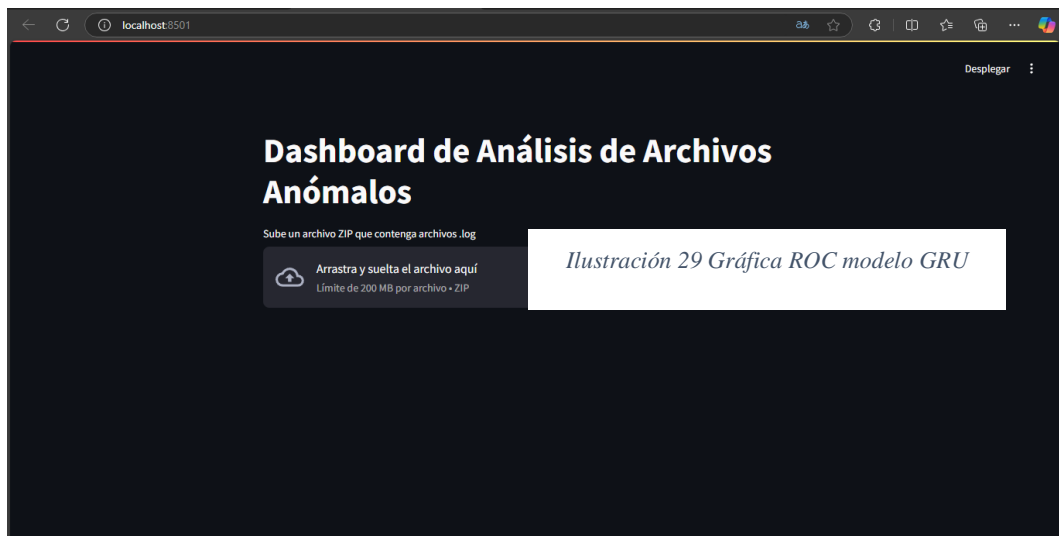 localhost:8501
Desplegar
Dashboard de Análisis de Archivos
Anómalos
Sube un archivo ZIP que contenga archivos .log
Arrastra y suelta el archivo aquí
Límite de 200 MB por archivo • ZIP
Ilustración 29 Gráfica ROC modelo GRU